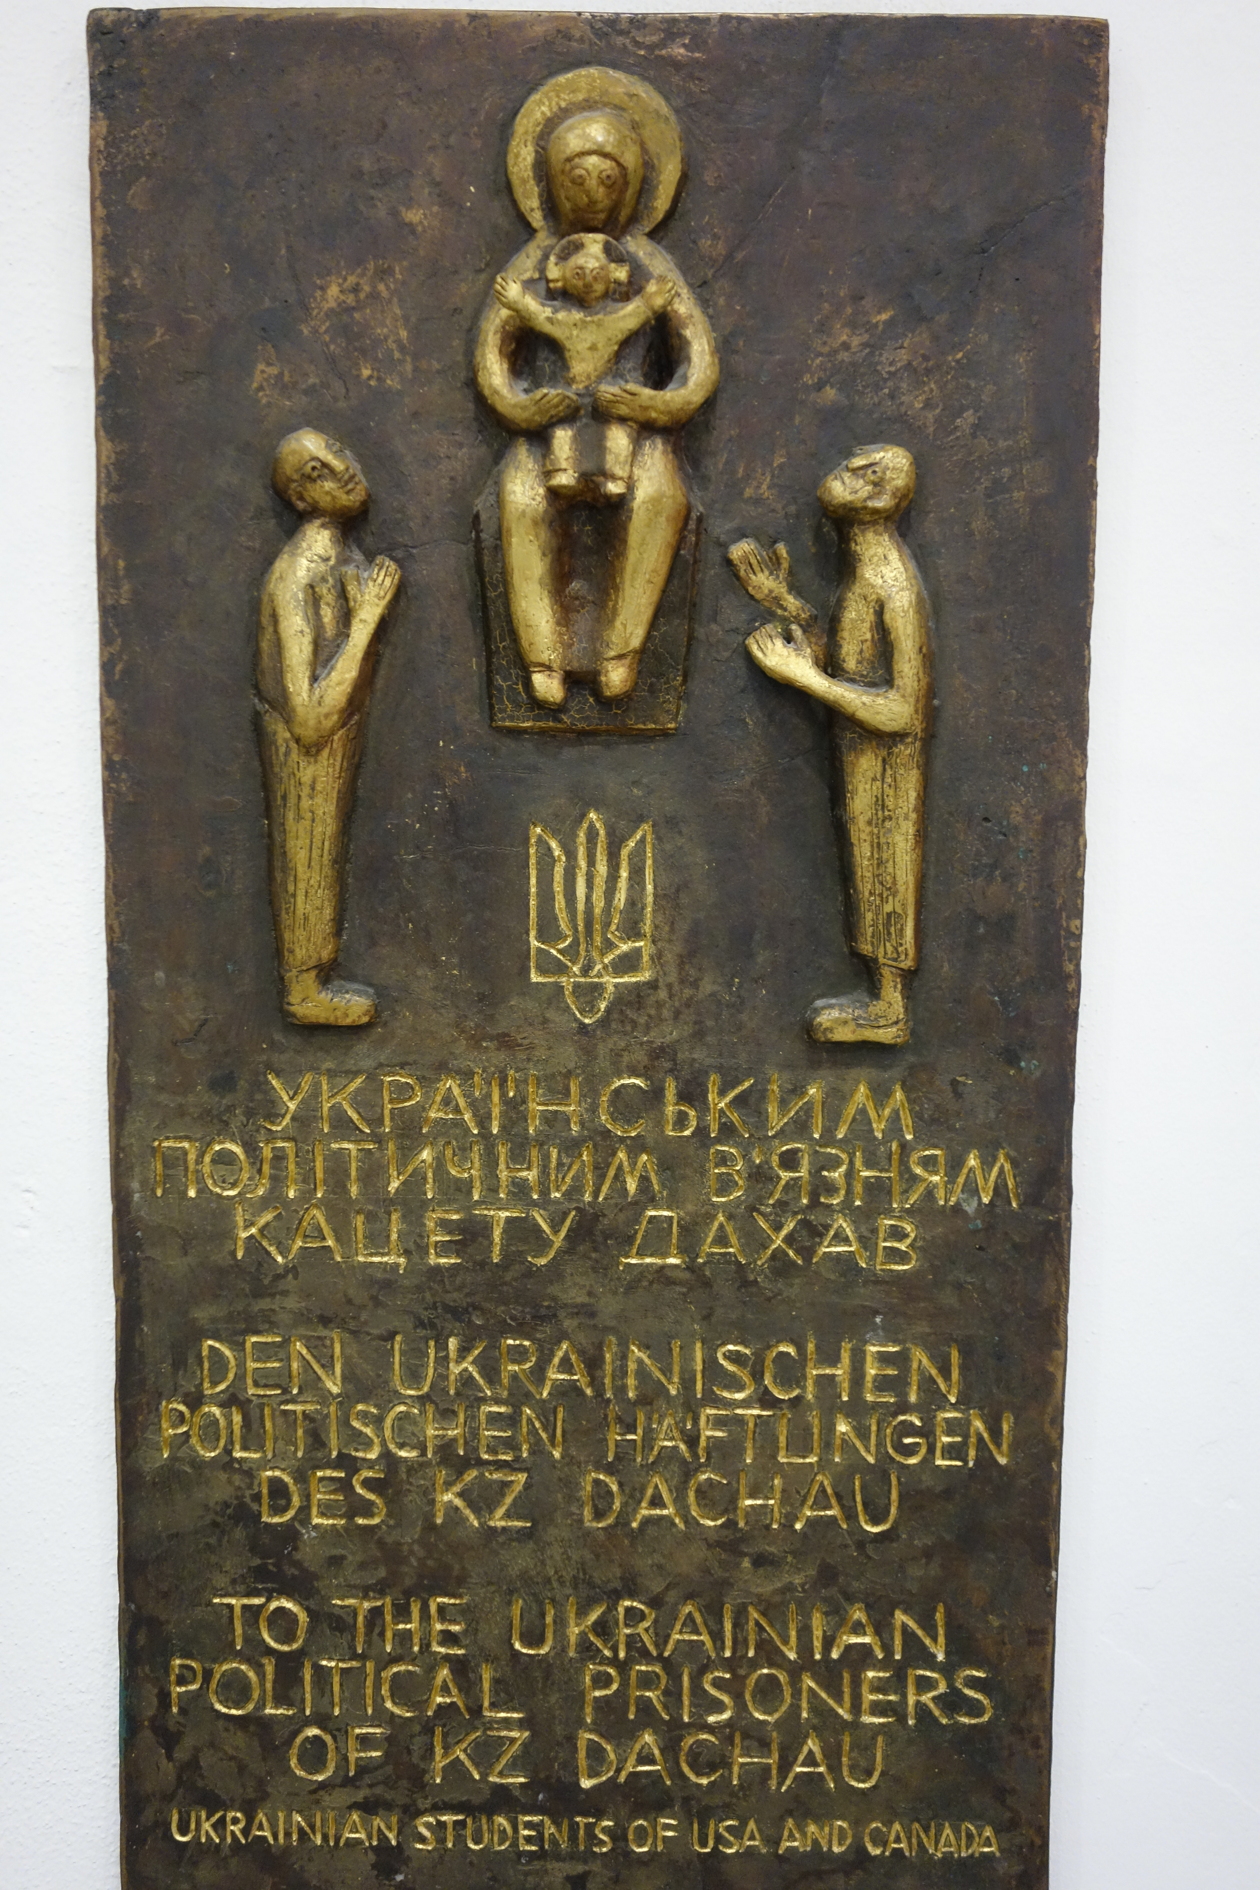 УКРАЇНСЬКИМ
ПОЛІТИЧНИМ В'ЯЗНЯМ
КАЦЕТУ ДАХАВ
DEN UKRAINISCHEN
POLITISCHEN HÄFTLINGEN
DES KZ DACHAU
TO THE UKRAINIAN
POLITICAL PRISONERS
OF KZ DACHAU
UKRAINIAN STUDENTS OF USA AND CANADA